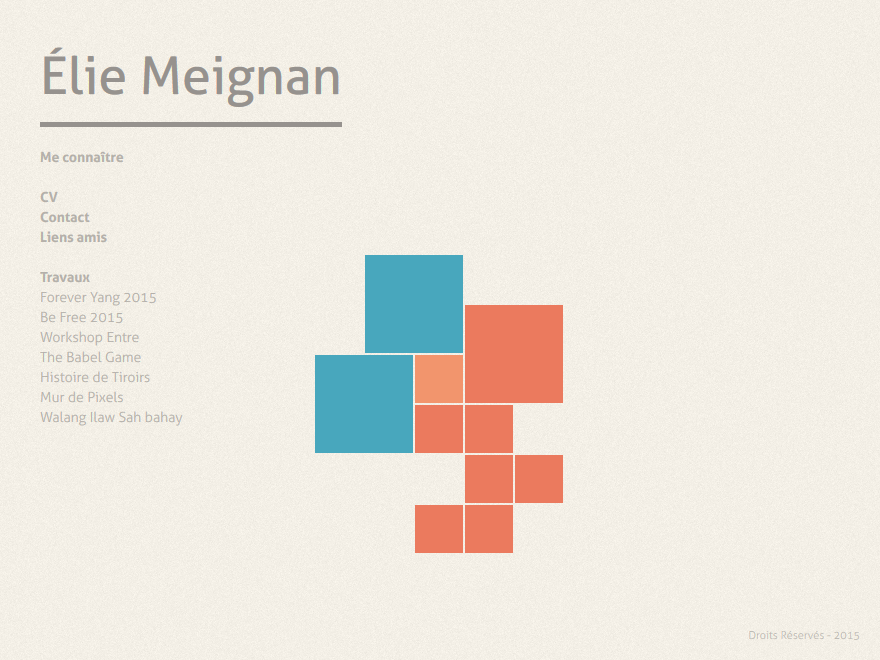 Élie Meignan
Me connaître
CV
Contact
Liens amis
Travaux
Forever Yang 2015
Be Free 2015
Workshop Entre
The Babel Game
Histoire de Tiroirs
Mur de Pixels
Walang Ilaw Sah bahay
Droits Réservés - 2015